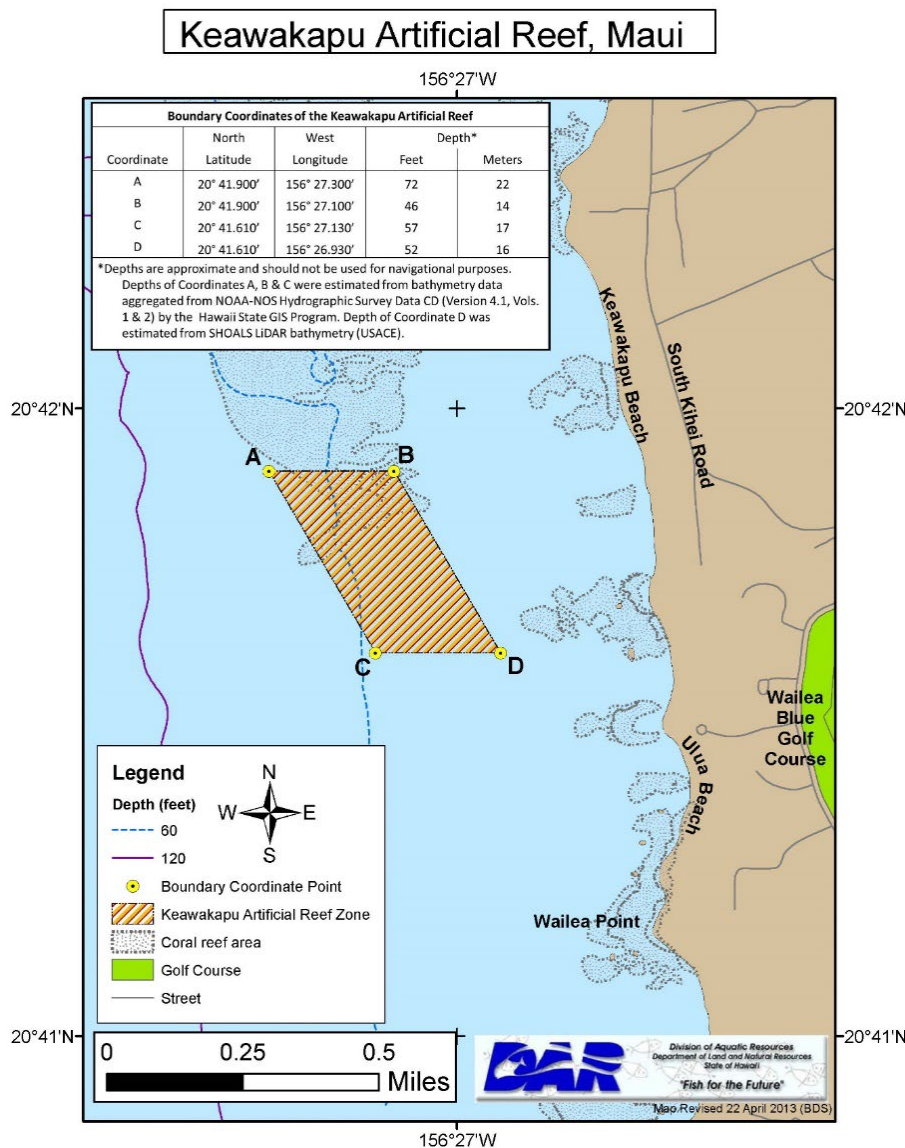 Keawakapu Artificial Reef, Maui
156°27'W
Boundary Coordinates of the Keawakapu Artificial Reef
North West Depth*
Coordinate Latitude Longitude Feet Meters
A 20° 41.900' 156° 27.300' 72 22
B 20° 41.900' 156° 27.100' 46 14
C 20° 41.610' 156° 27.130' 57 17
D 20° 41.610' 156° 26.930' 52 16
*Depths are approximate and should not be used for navigational purposes.
Depths of Coordinates A, B & C were estimated from bathymetry data
aggregated from NOAA-NOS Hydrographic Survey Data CD (Version 4.1, Vols.
1 & 2) by the Hawaii State GIS Program. Depth of Coordinate D was
estimated from SHOALS LiDAR bathymetry (USACE).
Keawakapu Beach
South Kihei Road
20°42'N
20°42'N
A
B
C
D
Wailea
Blue
Golf
Course
Ulua Beach
Wailea Point
Legend
Depth (feet)
60
120
Boundary Coordinate Point
Keawakapu Artificial Reef Zone
Coral reef area
Golf Course
Street
N
W
E
S
20°41'N
20°41'N
0 0.25 0.5
Miles
DAR
Division of Aquatic Resources
Department of Land and Natural Resources
State of Hawaii
"Fish for the Future"
Map Revised 22 April 2013 (BDS)
156°27'W